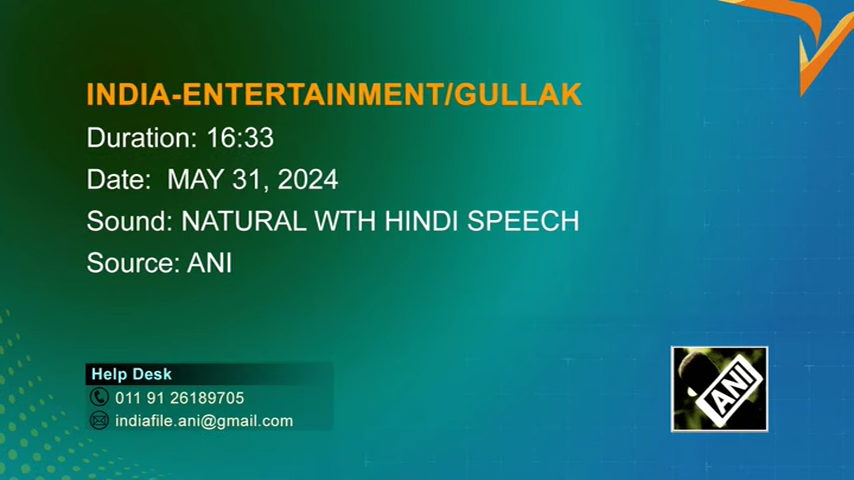 INDIA-ENTERTAINMENT/GULLAK
Duration: 16:33
Date: MAY 31, 2024
Sound: NATURAL WTH HINDI SPEECH
Source: ANI
Help Desk
011 91 26189705
indiafile.ani@gmail.com
ANI